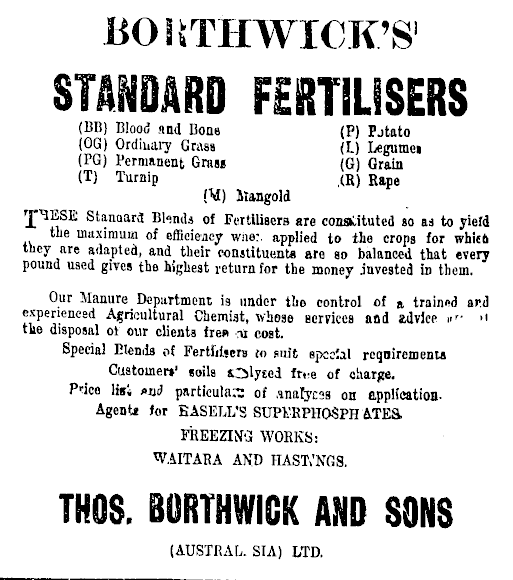 BORTHWICK'S
STANDARD FERTILISERS
(BB) Blood and Bone (P) Potato
(OG) Ordinary Grass (L) Legumes
(PG) Permanent Grass (G) Grain
(T) Turnip (R) Rape
(M) Mangold
THESE Standard Blends of Fertilisers are constituted so as to yield
the maximum of efficiency when applied to the crops for which
they are adapted, and their constituents are so balanced that every
pound used gives the highest return for the money invested in them.
Our Manure Department is under the control of a trained and
experienced Agricultural Chemist, whose services and advice
the disposal of our clients free of cost.
Special Blends of Fertilisers to suit special requirements
Customers' soils analysed free of charge.
Price list and particulars of analyses on application.
Agents for EASELL'S SUPERPHOSPHATES.
FREEZING WORKS:
WAITARA AND HASTINGS.
THOS. BORTHWICK AND SONS
(AUSTRALASIA) LTD.